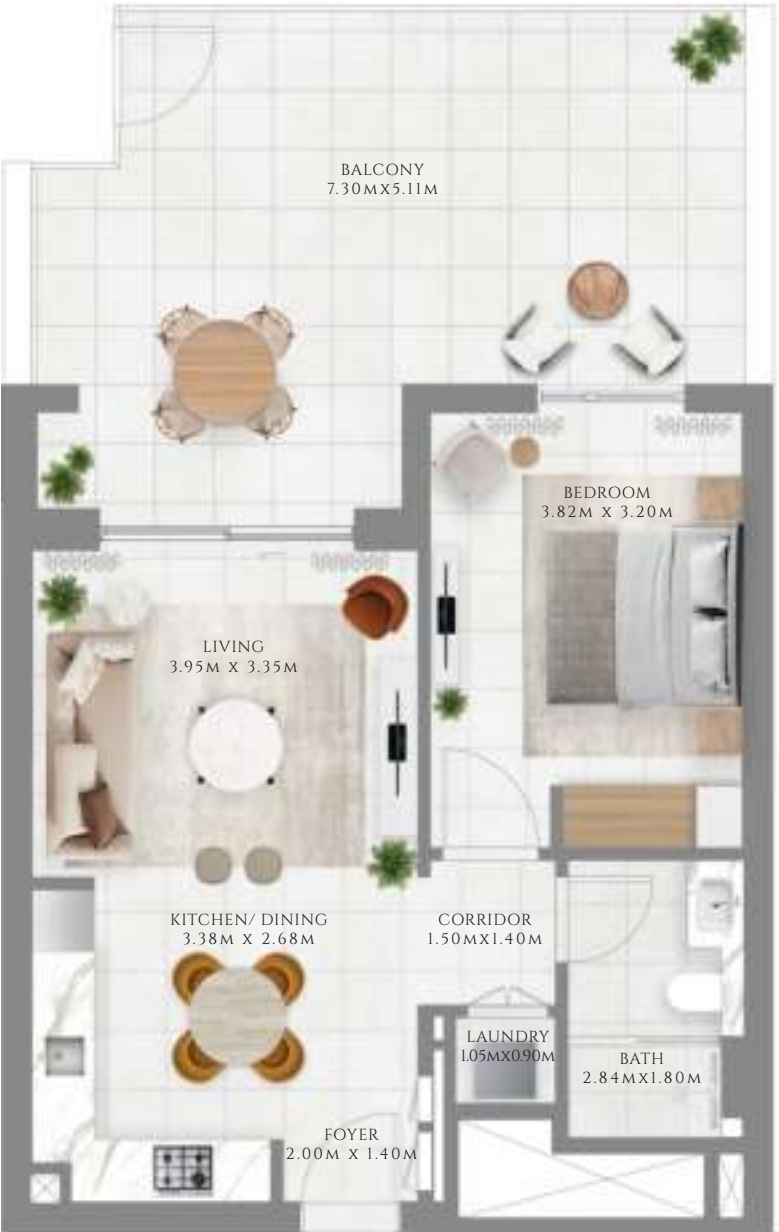 BALCONY
7.30MX5.11M
BEDROOM
3.82M X 3.20M
LIVING
3.95M X 3.35M
KITCHEN/ DINING
3.38M X 2.68M
CORRIDOR
1.50MX1.40M
LAUNDRY
1.05MX0.90M
BATH
2.84MX1.80M
FOYER
2.00M X 1.40M